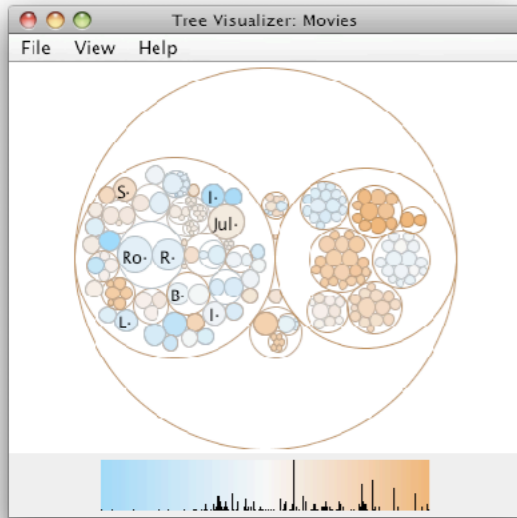 Tree Visualizer: Movies
File View Help
S·
I·
Jul·
Ro·
R·
B·
L·
I·